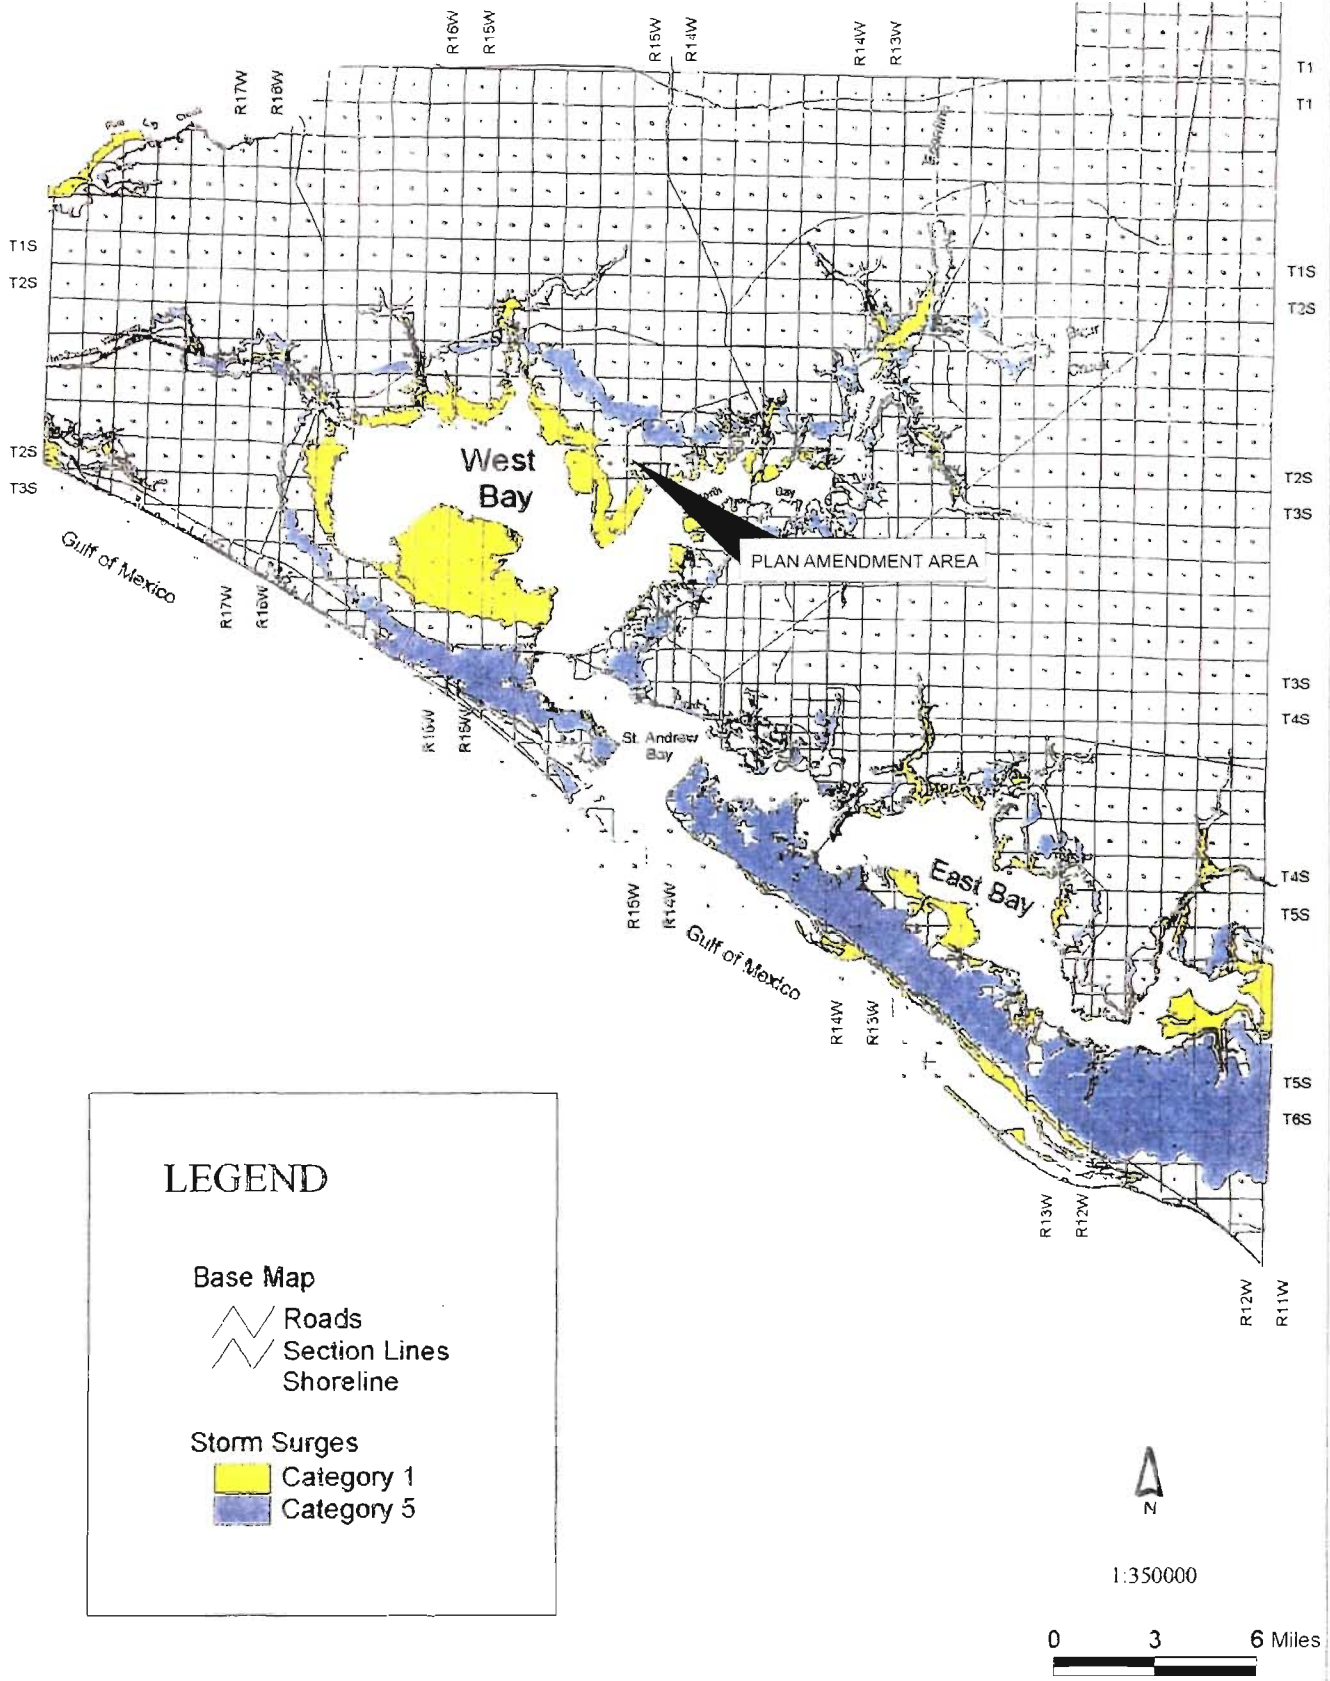 R16W R15W
R15W R14W
R14W R13W
T1
T1
R17W R16W
T1S
T2S
T1S
T2S
Creek
West
Bay
T2S
T3S
T2S
T3S
Bay
Gulf of Mexico
PLAN AMENDMENT AREA
R17W R16W
T3S
T4S
R16W R15W
St. Andrew
Bay
East Bay
T4S
T5S
R15W R14W
Gulf of Mexico
R14W R13W
T5S
T6S
R13W R12W
R12W R11W
LEGEND
Base Map
Roads
Section Lines
Shoreline
Storm Surges
Category 1
Category 5
N
1:350000
0 3 6 Miles